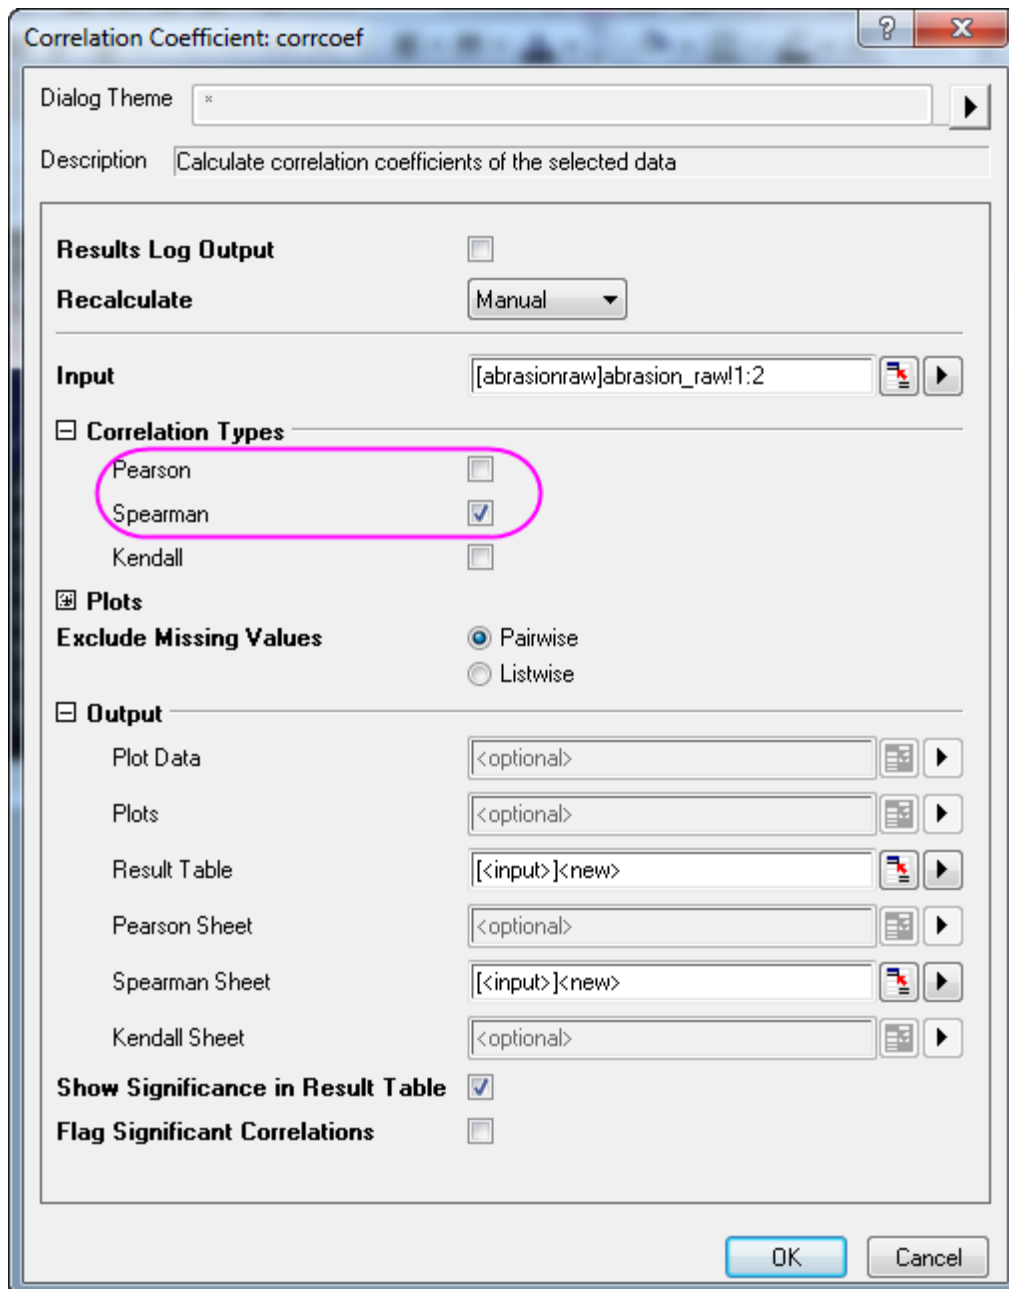 Correlation Coefficient: corrcoef
Dialog Theme *
Description Calculate correlation coefficients of the selected data
Results Log Output
Recalculate Manual
Input [abrasionraw]abrasion_raw!1:2
Correlation Types
Pearson
Spearman
Kendall
Plots
Exclude Missing Values Pairwise
Listwise
Output
Plot Data <optional>
Plots <optional>
Result Table [<input>]<new>
Pearson Sheet <optional>
Spearman Sheet [<input>]<new>
Kendall Sheet <optional>
Show Significance in Result Table
Flag Significant Correlations
OK Cancel